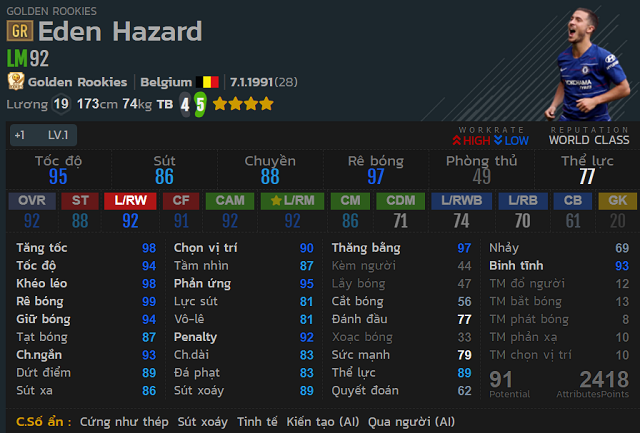 GOLDEN ROOKIES
GR Eden Hazard
LM92
Golden Rookies Belgium 7.1.1991(28)
Lương 19 173cm 74kg TB 4 5
+1 LV.1
WORKRATE REPUTATION
HIGH LOW WORLD CLASS
Tốc độ Sút Chuyền Rê bóng Phòng thủ Thể lực
95 86 88 97 49 77
OVR ST L/RW CF CAM L/RM CM CDM L/RWB L/RB CB GK
92 88 92 91 92 92 86 71 74 70 61 20
Tăng tốc 98 Chọn vị trí 90 Thăng bằng 97 Nhảy 69
Tốc độ 94 Tầm nhìn 87 Kèm người 44 Bình tĩnh 93
Khéo léo 98 Phản ứng 95 Lấy bóng 47 TM đổ người 12
Rê bóng 99 Lực sút 81 Cắt bóng 56 TM bắt bóng 13
Giữ bóng 94 Vô-lê 81 Đánh đầu 77 TM phát bóng 8
Tạt bóng 87 Penalty 92 Xoạc bóng 33 TM phản xạ 10
Ch.ngắn 93 Ch.dài 83 Sức mạnh 79 TM chọn vị trí 10
Dứt điểm 89 Đá phạt 83 Thể lực 89
Sút xa 86 Sút xoáy 89 Quyết đoán 62
91 2418
Potential AttributesPoints
C.Số ẩn : Cứng như thép Sút xoáy Tinh tế Kiến tạo (AI) Qua người (AI)